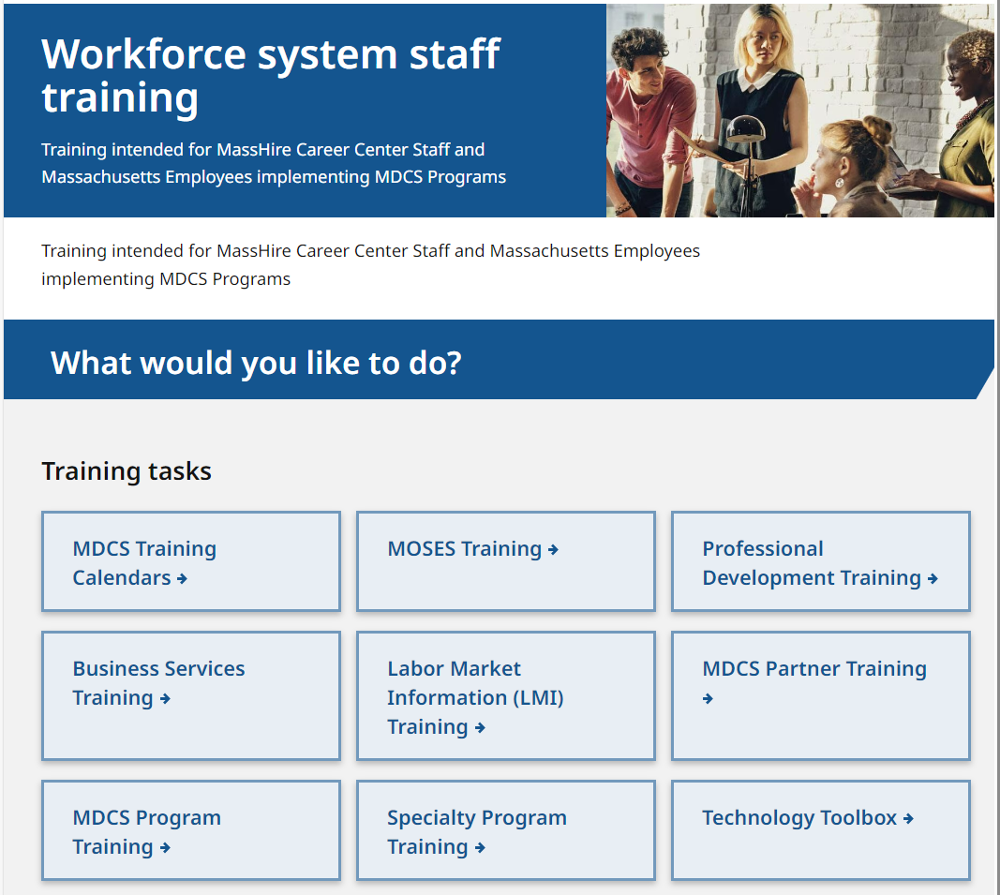 Workforce system staff
training
Training intended for MassHire Career Center Staff and
Massachusetts Employees implementing MDCS Programs
Training intended for MassHire Career Center Staff and Massachusetts Employees
implementing MDCS Programs
What would you like to do?
Training tasks
MDCS Training
Calendars →
MOSES Training →
Professional
Development Training →
Business Services
Training →
Labor Market
Information (LMI)
Training →
MDCS Partner Training
→
MDCS Program
Training →
Specialty Program
Training →
Technology Toolbox →